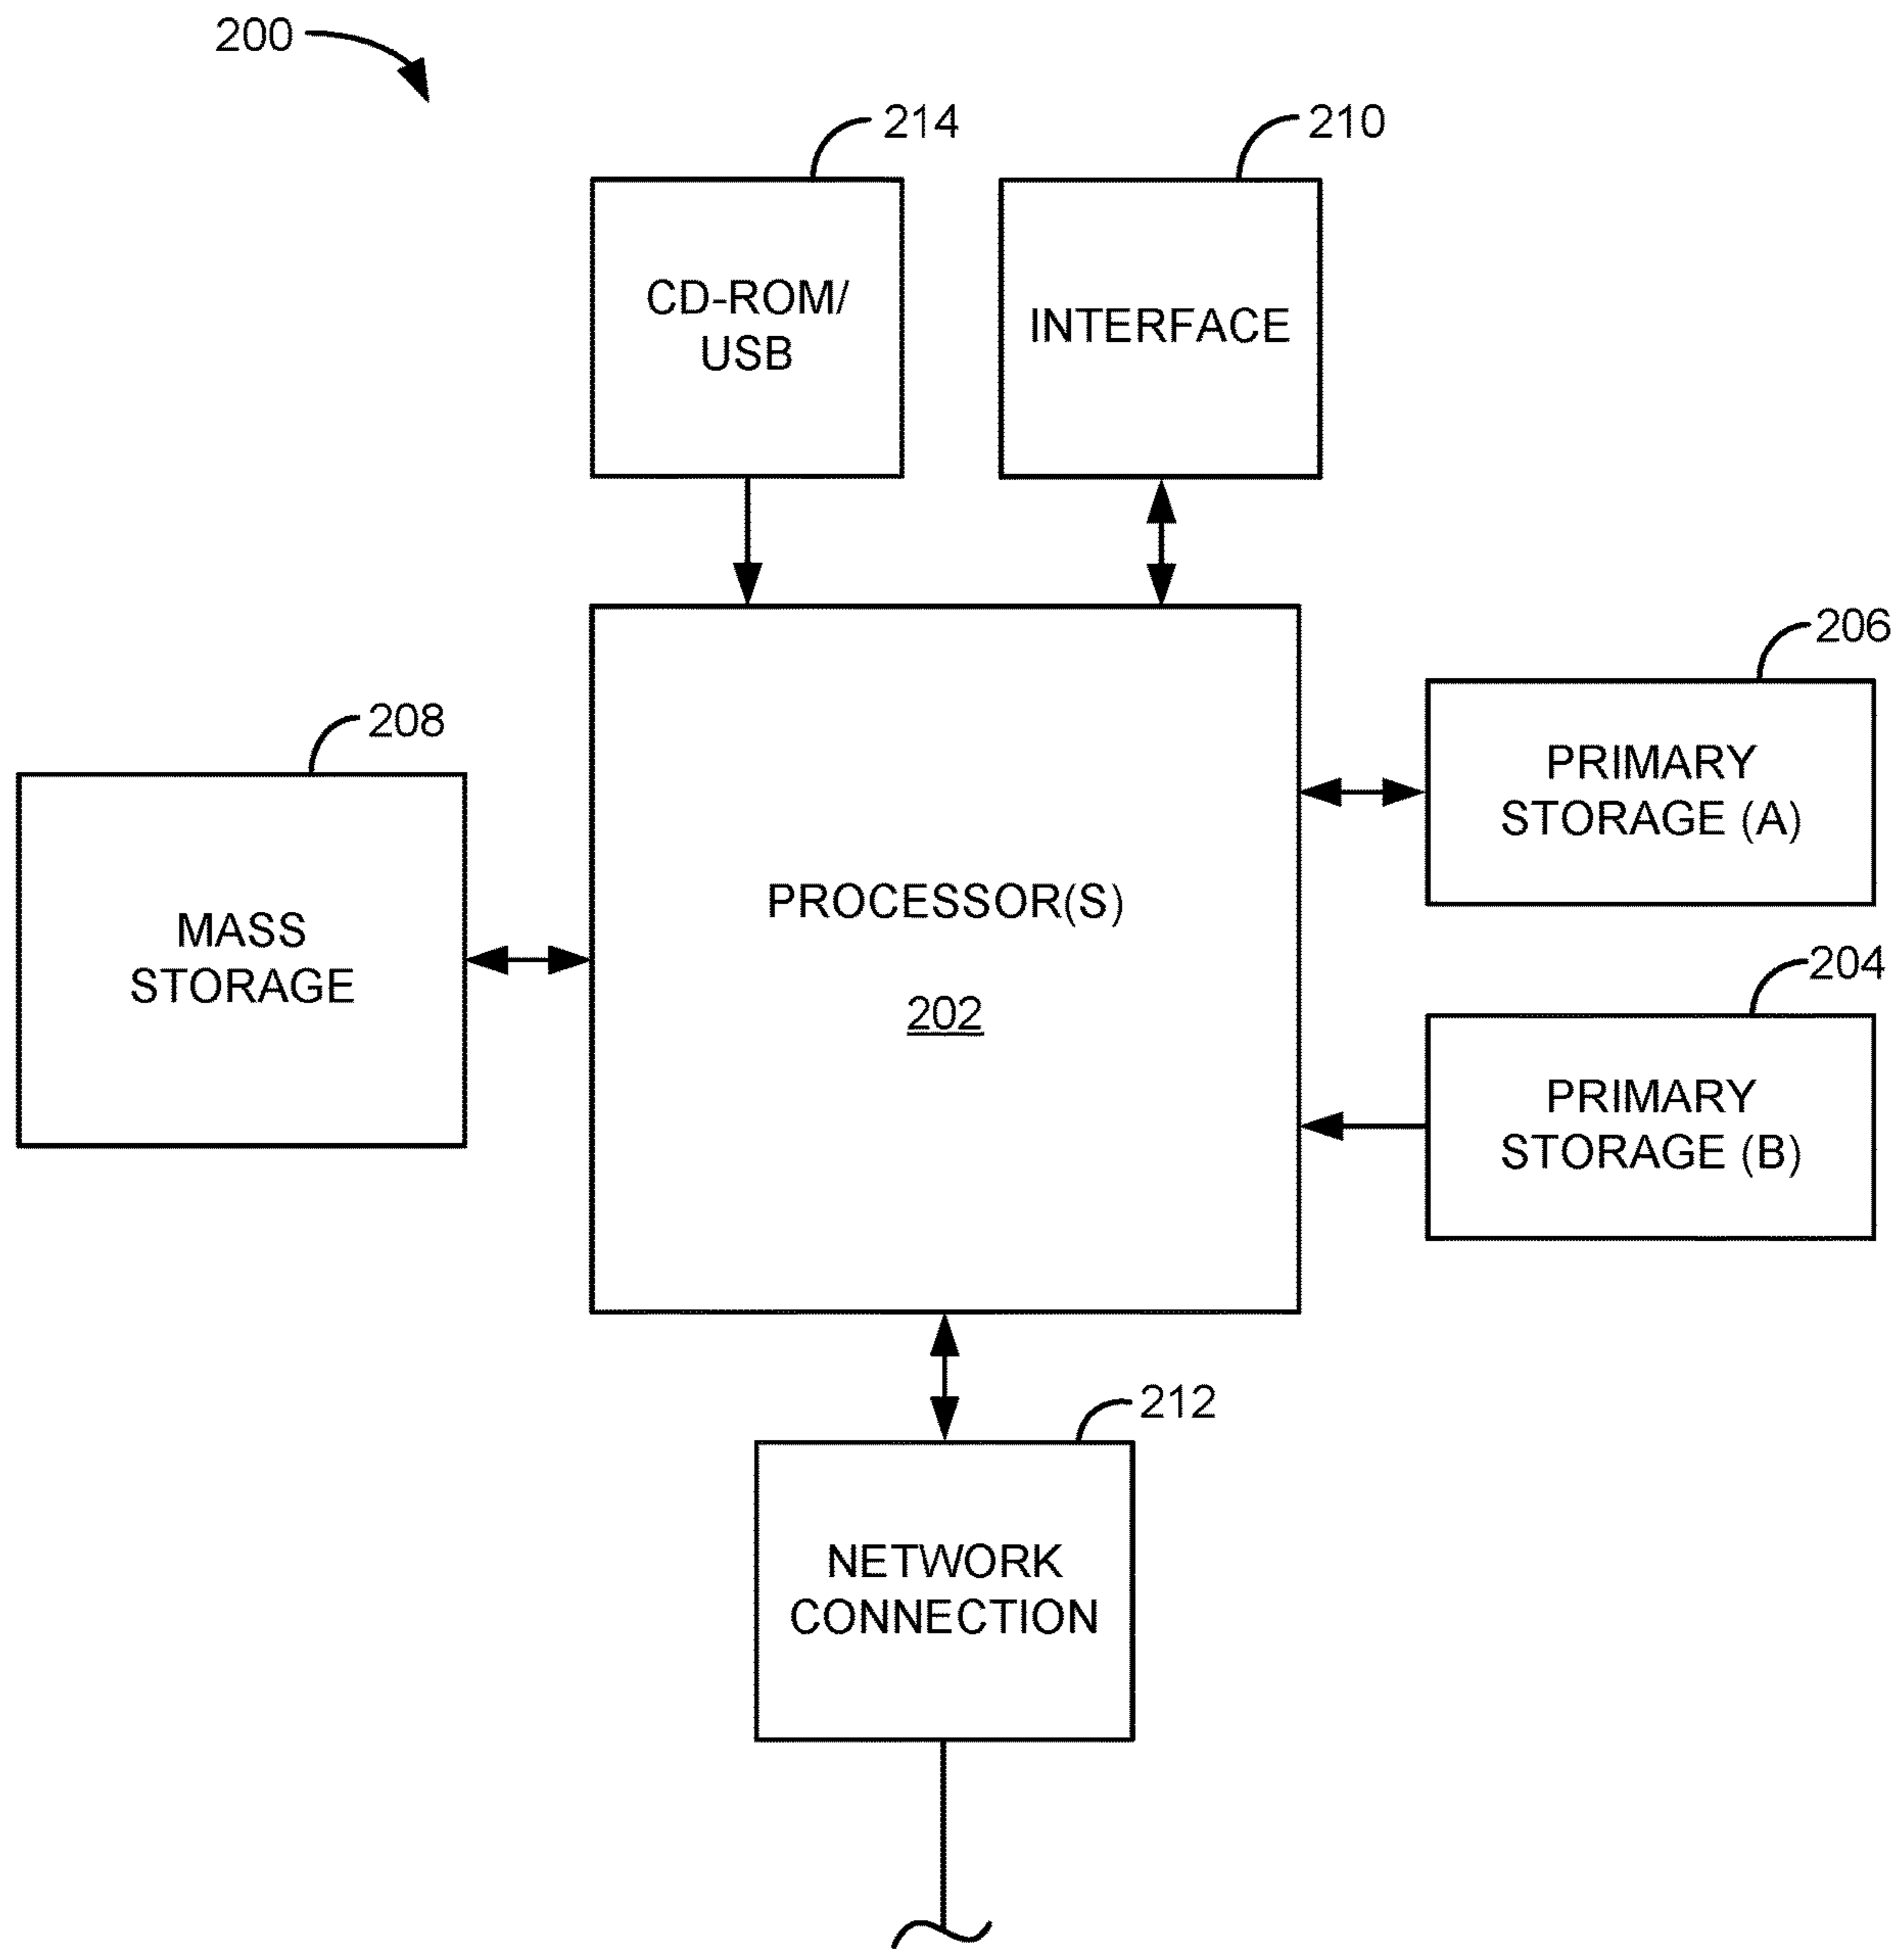 200
214
210
CD-ROM/
USB
INTERFACE
206
PRIMARY
STORAGE (A)
208
MASS
STORAGE
PROCESSOR(S)
202
204
PRIMARY
STORAGE (B)
212
NETWORK
CONNECTION